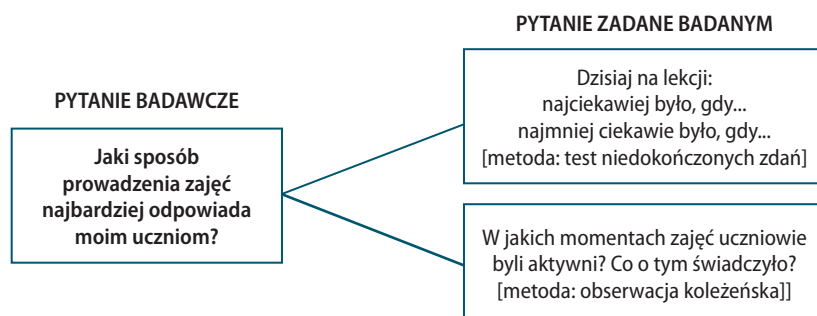 PYTANIE BADAWCZE
Jaki sposób
prowadzenia zajęć
najbardziej odpowiada
moim uczniom?
PYTANIE ZADANE BADANYM
Dzisiaj na lekcji:
najciekawiej było, gdy...
najmniej ciekawie było, gdy...
[metoda: test niedokończonych zdań]
W jakich momentach zajęć uczniowie
byli aktywni? Co o tym świadczyło?
[metoda: obserwacja koleżeńska]]